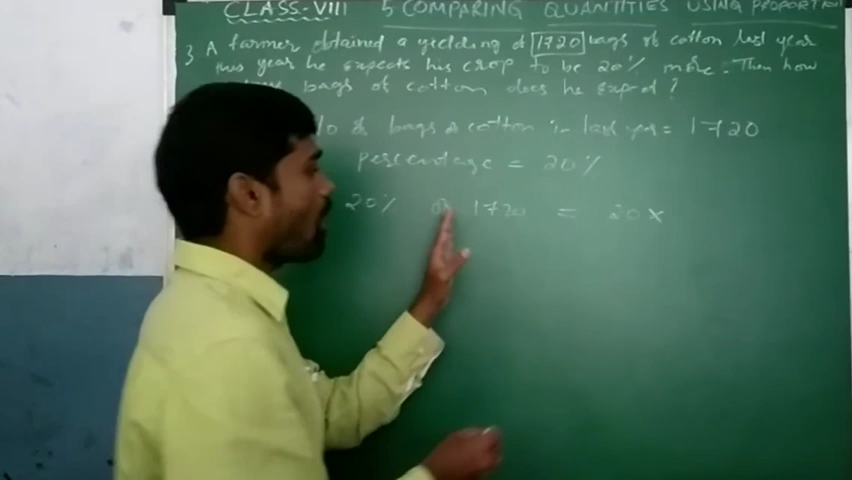 CLASS-VIII 5 COMPARING QUANTITIES USING PROPORTION
3 A farmer obtained a yielding of 1720 bags of cotton last year
this year he expects his crop to be 20% more. Then how
bags of cotton does he expect?
No of bags of cotton in last year = 1720
percentage = 20%
20% of 1720 = 20 x